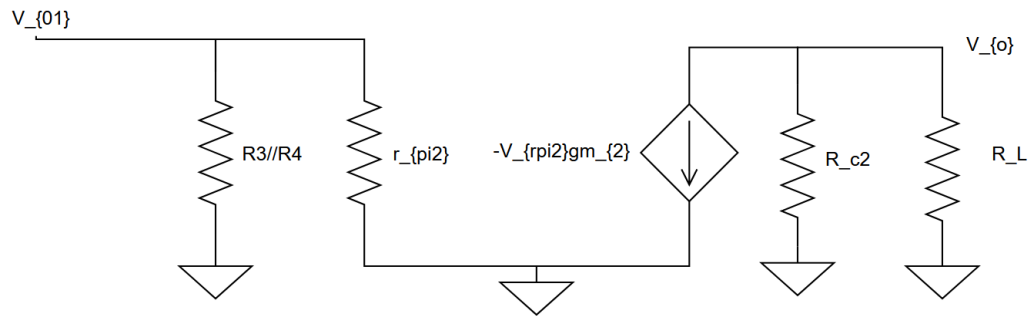 V_{01}
V_{o}
R3//R4
r_{pi2}
-V_{rpi2}gm_{2}
R_c2
R_L